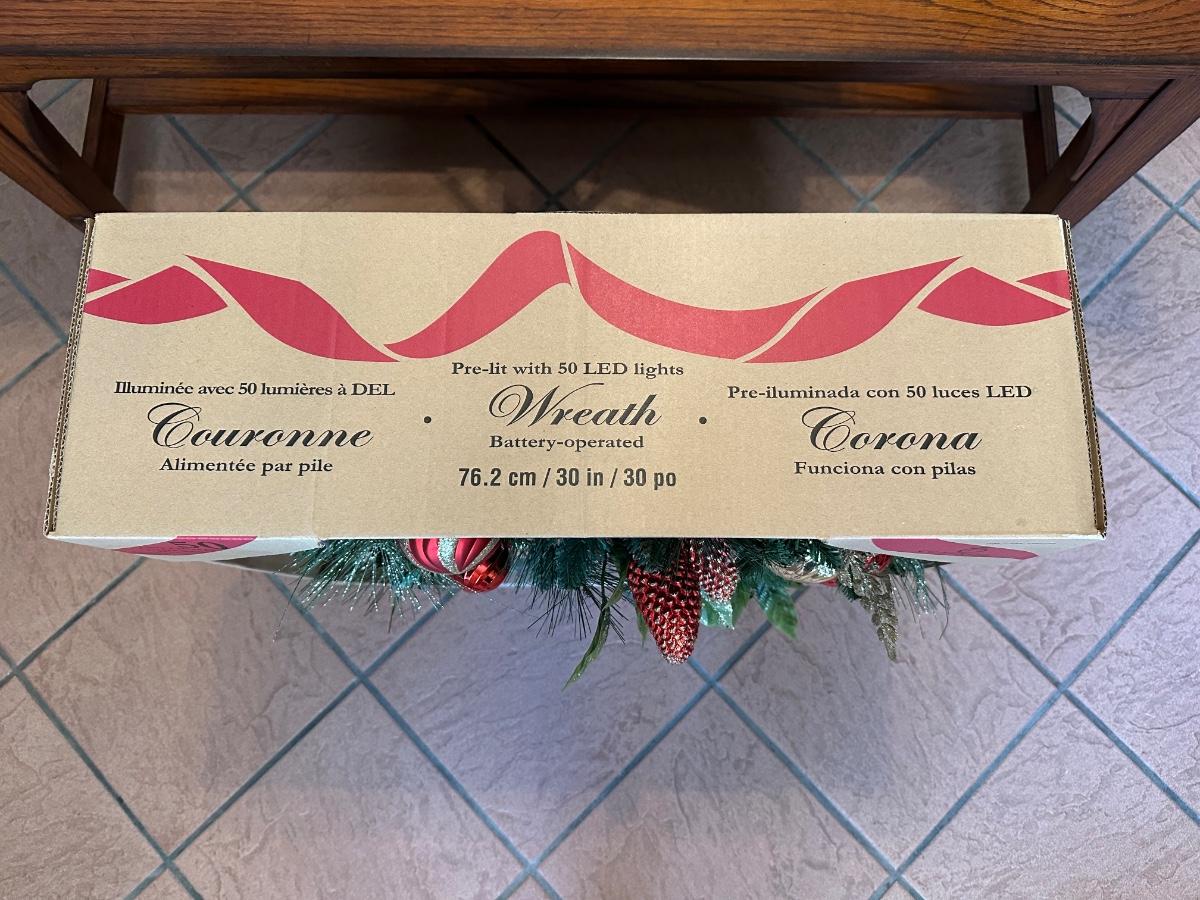 Illuminée avec 50 lumières à DEL
Couronne
Alimentée par pile
•
Pre-lit with 50 LED lights
Wreath
Battery-operated
76.2 cm / 30 in / 30 po
•
Pre-iluminada con 50 luces LED
Corona
Funciona con pilas